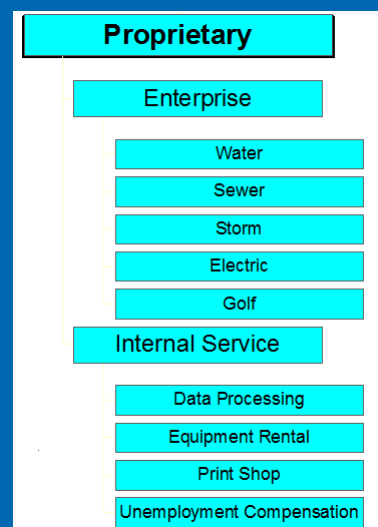 Proprietary
Enterprise
Water
Sewer
Storm
Electric
Golf
Internal Service
Data Processing
Equipment Rental
Print Shop
Unemployment Compensation